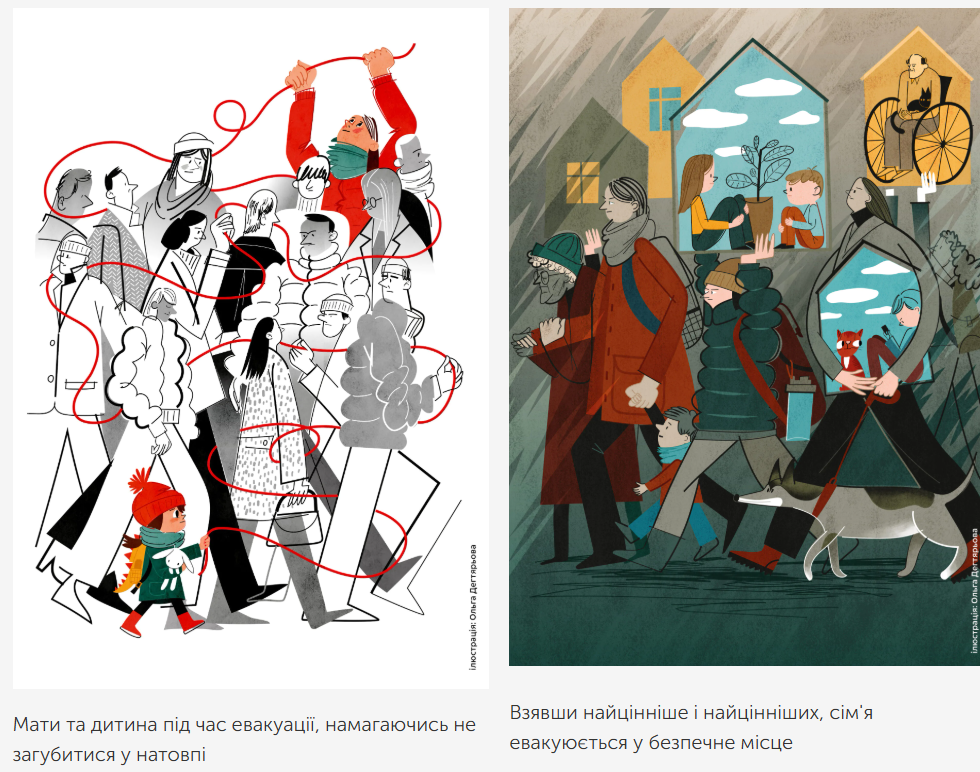 ілюстрація: Ольга Дегтярьова
Мати та дитина під час евакуації, намагаючись не
загубитися у натовпі
ілюстрація: Ольга Дегтярьова
Взявши найцінніше і найцінніших, сім'я
евакуюється у безпечне місце